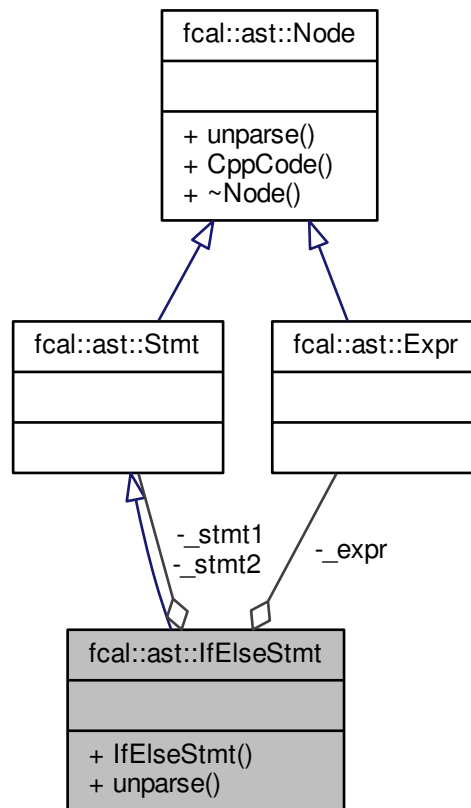 fcal::ast::Node
+ unparse()
+ CppCode()
+ ~Node()
fcal::ast::Stmt
fcal::ast::Expr
-_stmt1
-_stmt2
-_expr
fcal::ast::IfElseStmt
+ IfElseStmt()
+ unparse()